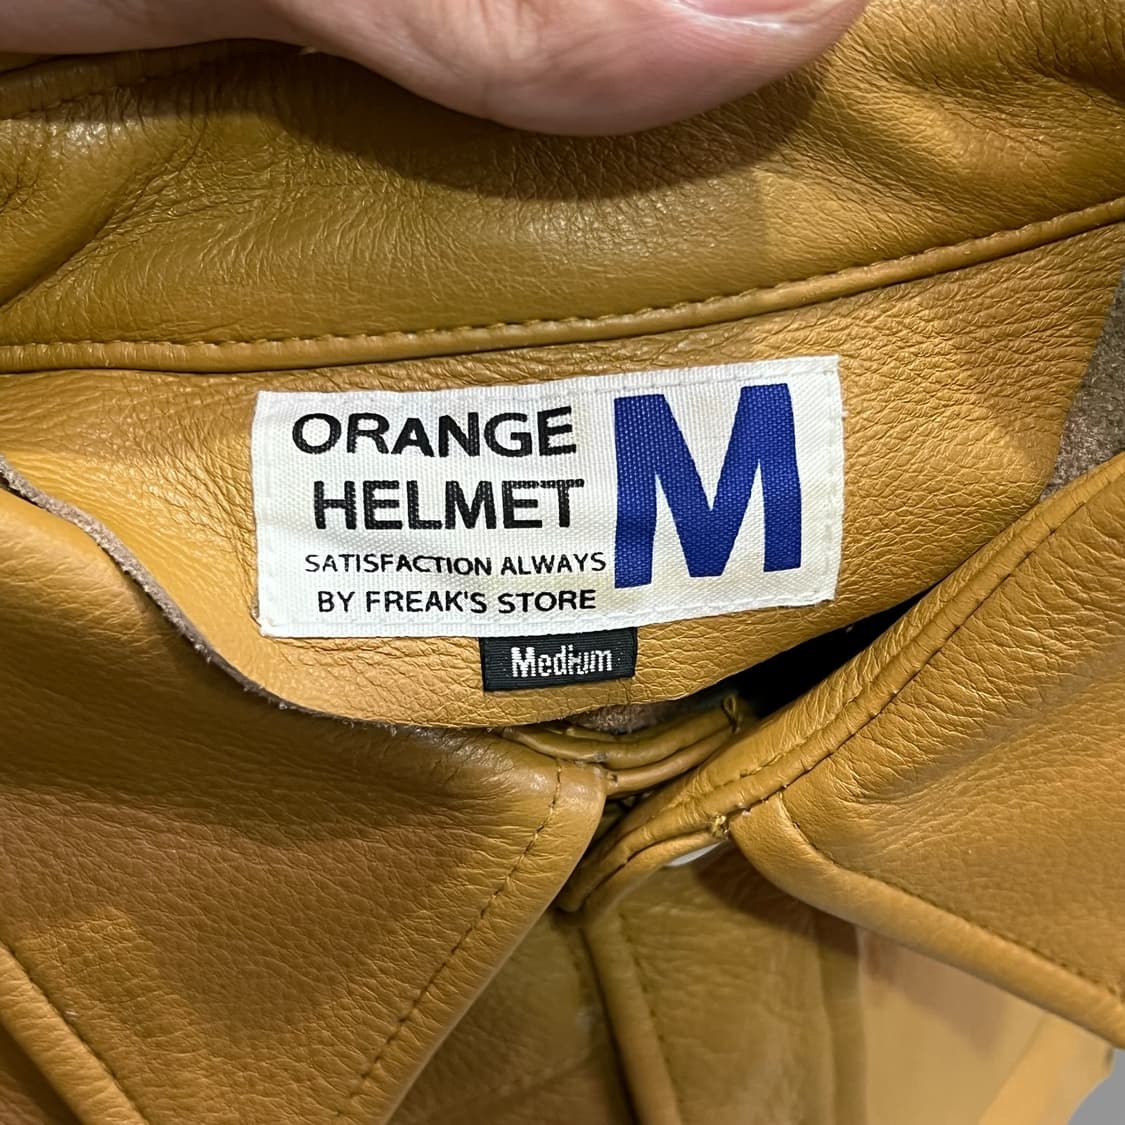 ORANGE
HELMET
M
SATISFACTION ALWAYS
BY FREAK'S STORE
Medium